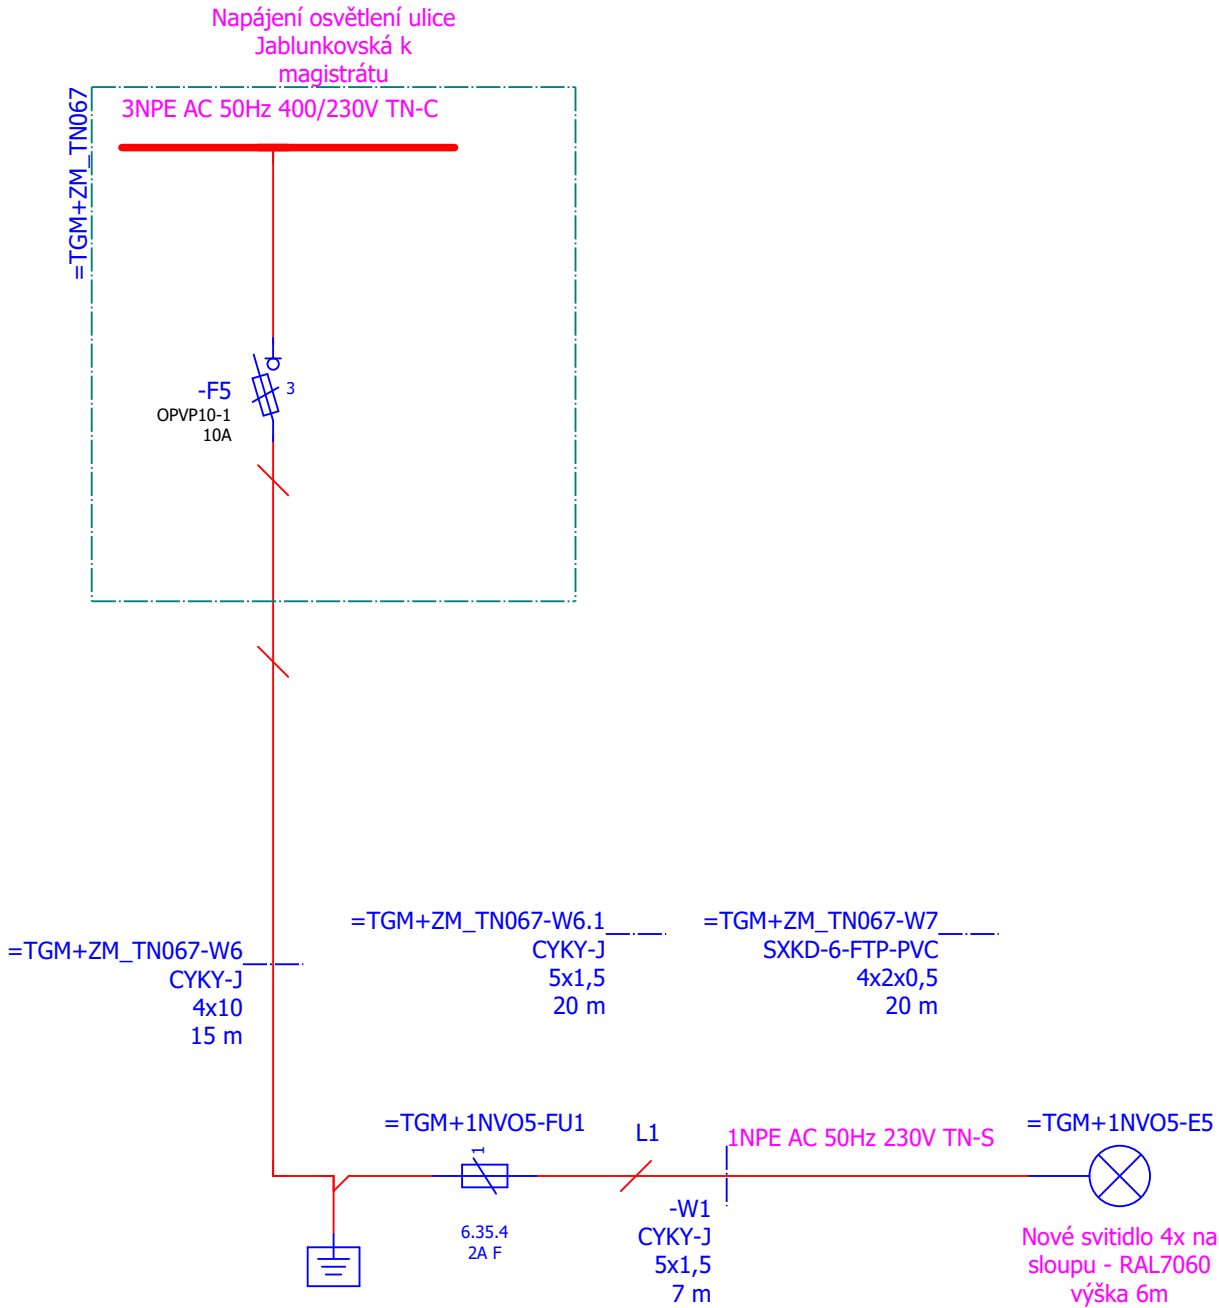 Napájení osvětlení ulice
Jablunkovská k
magistrátu
=TGM+ZM_TN067
3NPE AC 50Hz 400/230V TN-C
-F5
3
OPVP10-1
10A
=TGM+ZM_TN067-W6
CYKY-J
4x10
15 m
=TGM+ZM_TN067-W6.1
CYKY-J
5x1,5
20 m
=TGM+ZM_TN067-W7
SXKD-6-FTP-PVC
4x2x0,5
20 m
=TGM+1NVO5-FU1
1
6.35.4
2A F
L1
1NPE AC 50Hz 230V TN-S
-W1
CYKY-J
5x1,5
7 m
=TGM+1NVO5-E5
Nové svitidlo 4x na
sloupu - RAL7060
výška 6m